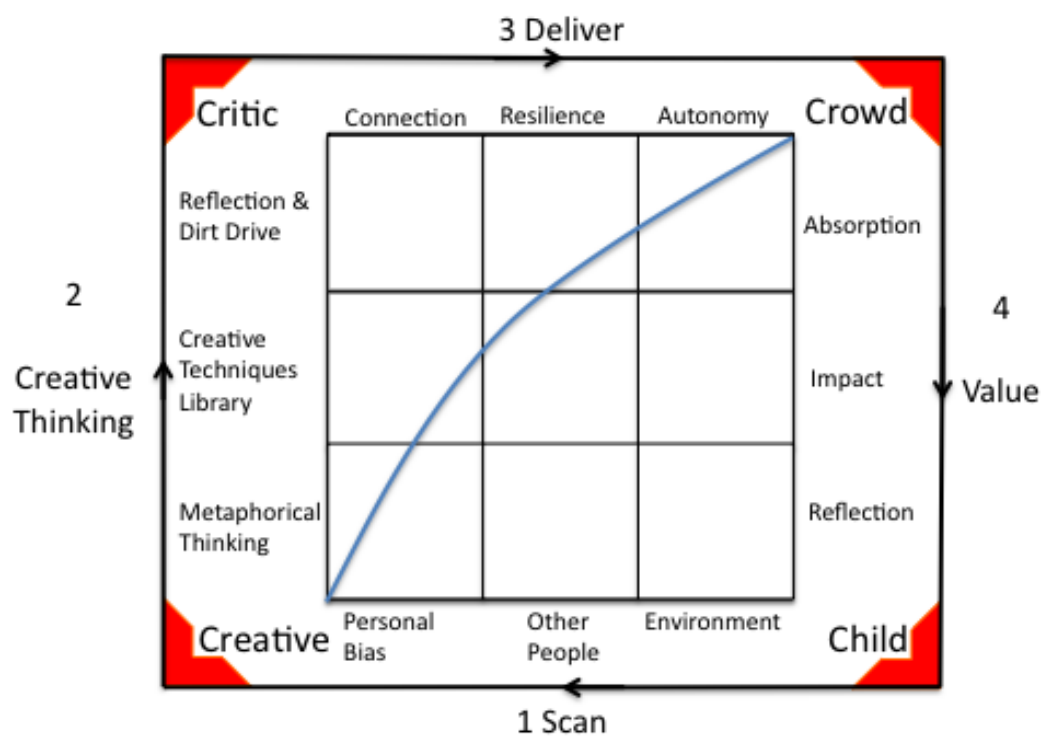 3 Deliver
Critic
Connection
Resilience
Autonomy
Crowd
Reflection &
Dirt Drive
Absorption
2
Creative
Thinking
Creative
Techniques
Library
Impact
4
Value
Metaphorical
Thinking
Reflection
Creative
Personal
Bias
Other
People
Environment
Child
1 Scan